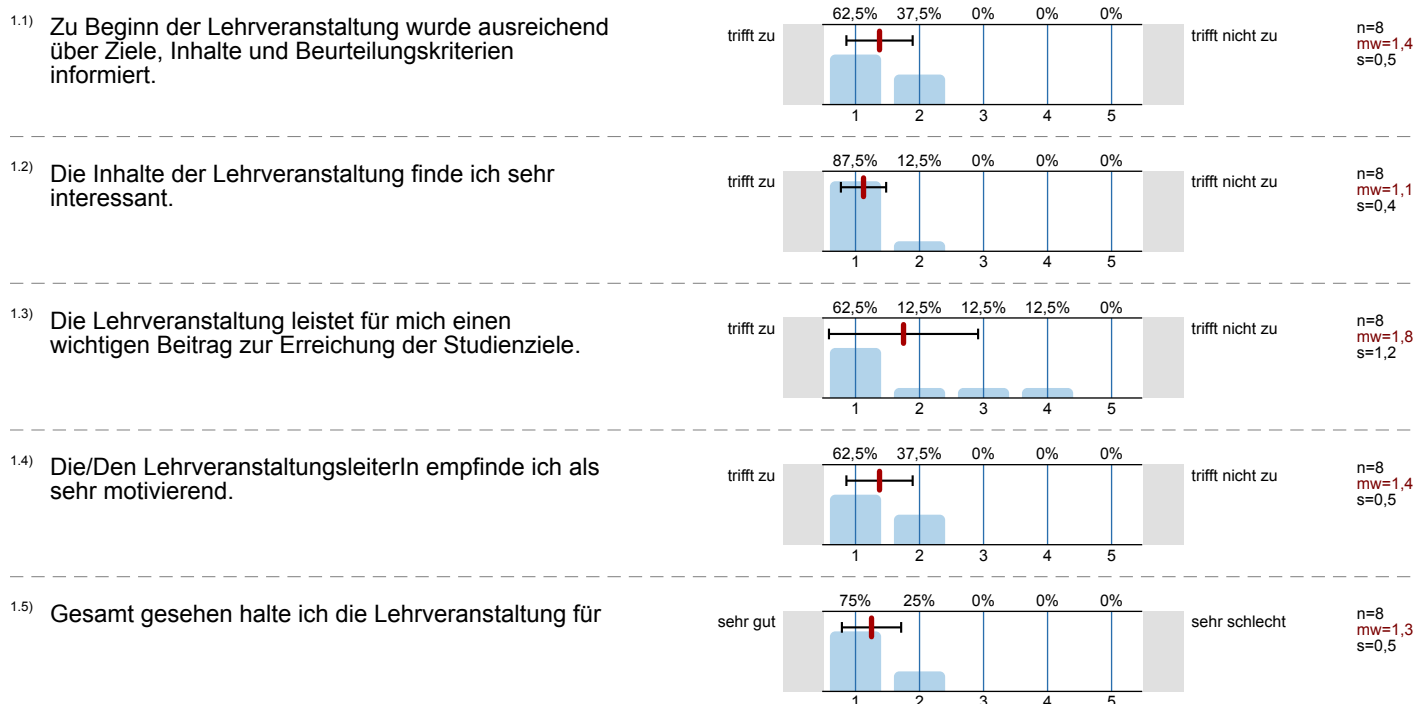 1.1) Zu Beginn der Lehrveranstaltung wurde ausreichend
über Ziele, Inhalte und Beurteilungskriterien
informiert.
trifft zu
62,5% 37,5% 0% 0% 0%
1 2 3 4 5
trifft nicht zu
n=8
mw=1,4
s=0,5
1.2) Die Inhalte der Lehrveranstaltung finde ich sehr
interessant.
trifft zu
87,5% 12,5% 0% 0% 0%
1 2 3 4 5
trifft nicht zu
n=8
mw=1,1
s=0,4
1.3) Die Lehrveranstaltung leistet für mich einen
wichtigen Beitrag zur Erreichung der Studienziele.
trifft zu
62,5% 12,5% 12,5% 12,5% 0%
1 2 3 4 5
trifft nicht zu
n=8
mw=1,8
s=1,2
1.4) Die/Den LehrveranstaltungsleiterIn empfinde ich als
sehr motivierend.
trifft zu
62,5% 37,5% 0% 0% 0%
1 2 3 4 5
trifft nicht zu
n=8
mw=1,4
s=0,5
1.5) Gesamt gesehen halte ich die Lehrveranstaltung für
sehr gut
75% 25% 0% 0% 0%
1 2 3 4 5
sehr schlecht
n=8
mw=1,3
s=0,5